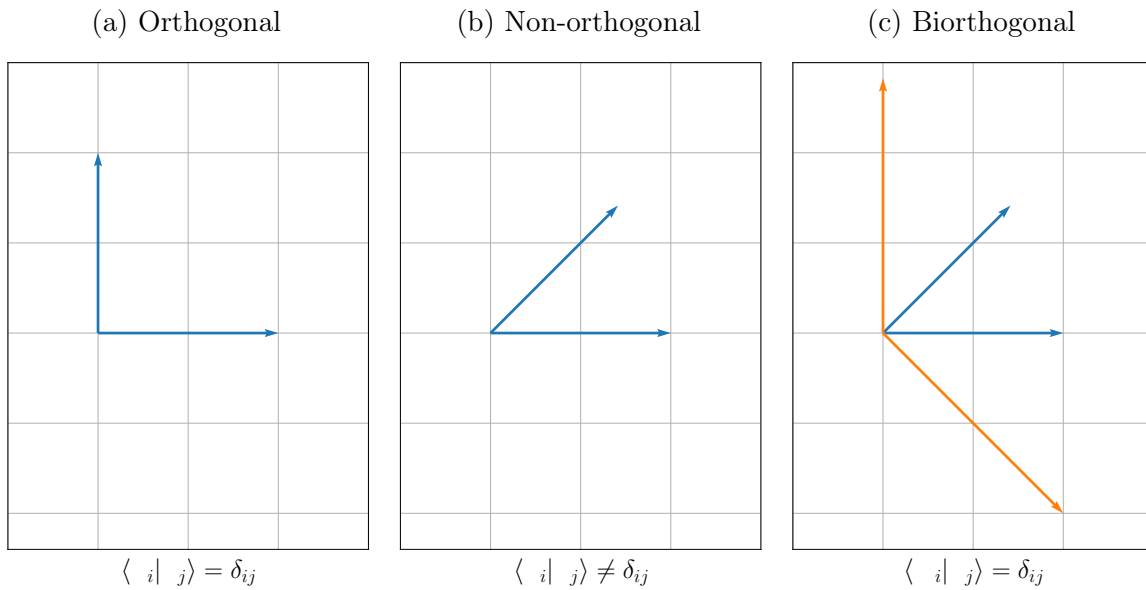 (a) Orthogonal
(b) Non-orthogonal
(c) Biorthogonal
⟨ ᵢ| ⱼ⟩ = δᵢⱼ
⟨ ᵢ| ⱼ⟩ ≠ δᵢⱼ
⟨ ᵢ| ⱼ⟩ = δᵢⱼ